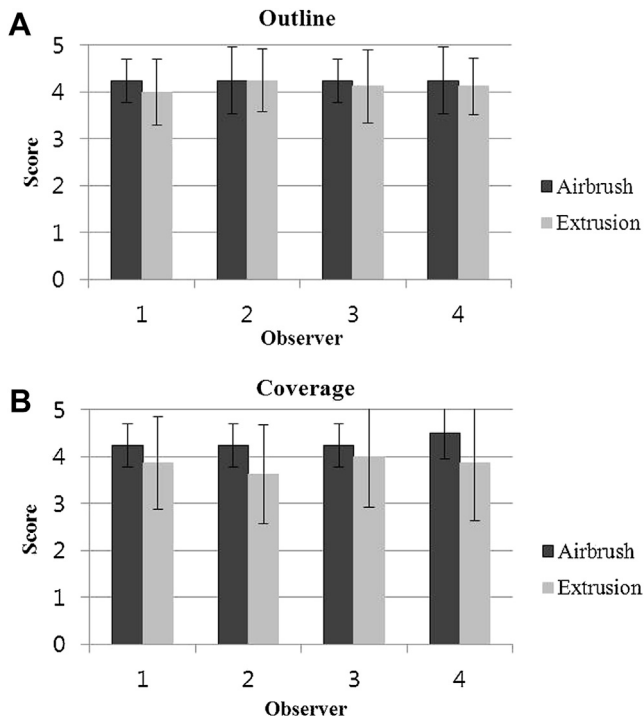 A
Outline
5
4
3
2
1
0
Score
1 2 3 4
Observer
Airbrush
Extrusion
B
Coverage
5
4
3
2
1
0
Score
1 2 3 4
Observer
Airbrush
Extrusion